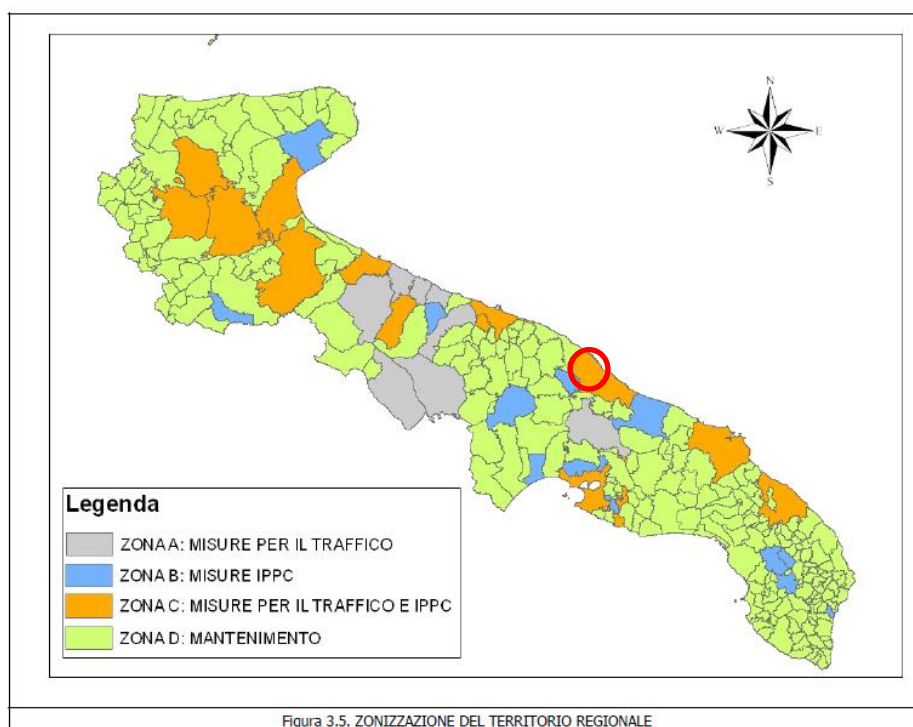 N
W
E
S
Legenda
ZONA A: MISURE PER IL TRAFFICO
ZONA B: MISURE IPPC
ZONA C: MISURE PER IL TRAFFICO E IPPC
ZONA D: MANTENIMENTO
Figura 3.5. ZONIZZAZIONE DEL TERRITORIO REGIONALE